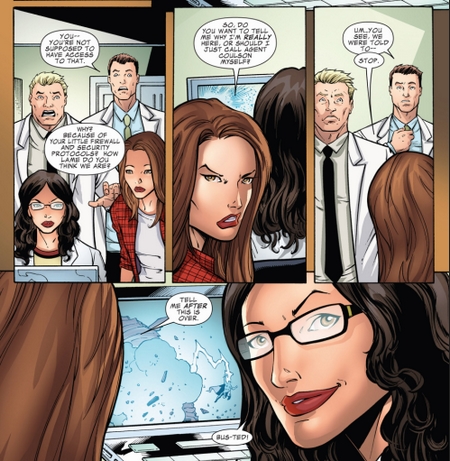 YOU--
YOU'RE NOT
SUPPOSED TO
HAVE ACCESS
TO THAT.
WHY?
BECAUSE OF
YOUR LITTLE FIREWALL
AND SECURITY
PROTOCOLS? HOW
LAME DO YOU
THINK WE ARE?
SO, DO
YOU WANT TO TELL
ME WHY I'M REALLY
HERE, OR SHOULD I
JUST CALL AGENT
COULSON
MYSELF?
UM...YOU
SEE, WE WERE
TOLD TO--
STOP.
TELL
ME AFTER
THIS IS
OVER.
BUS-TED!